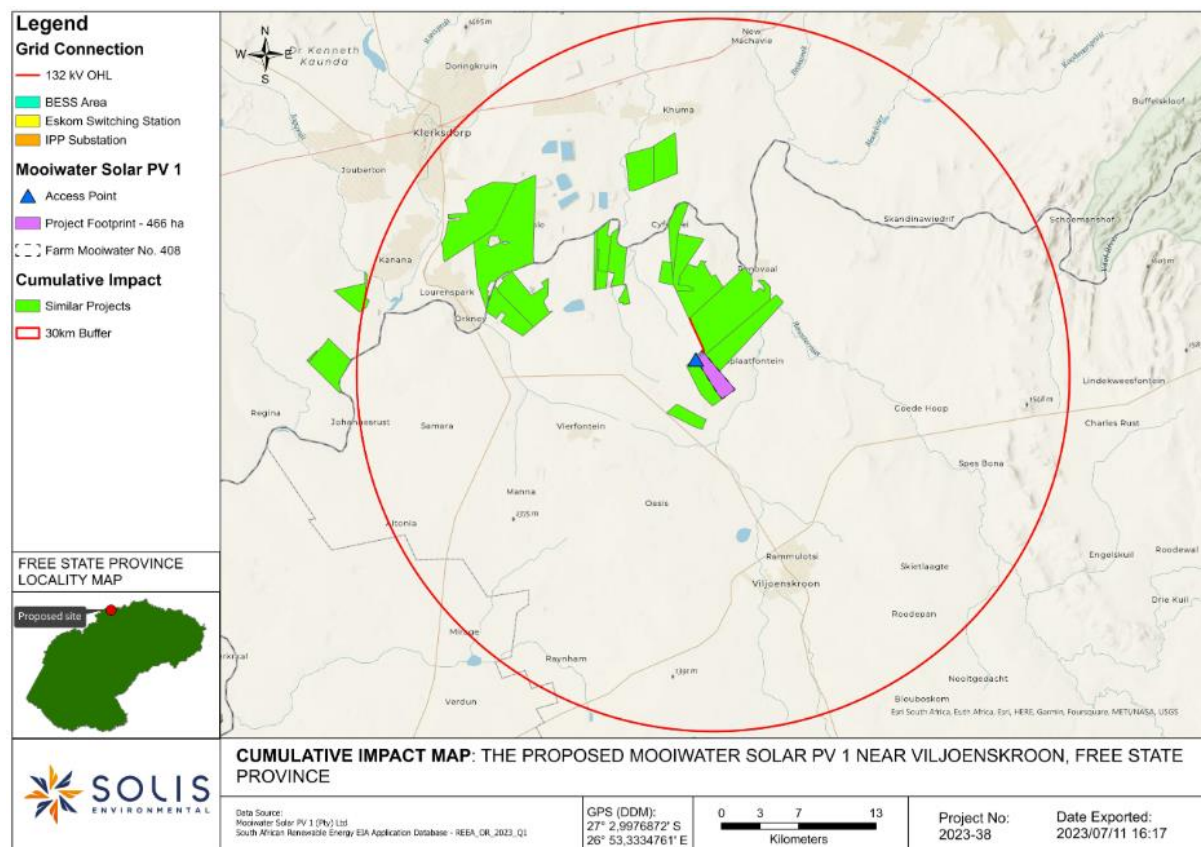 Legend
Grid Connection
132 kV OHL
BESS Area
Eskom Switching Station
IPP Substation
Mooiwater Solar PV 1
Access Point
Project Footprint - 466 ha
Farm Mooiwater No. 408
Cumulative Impact
Similar Projects
30km Buffer
FREE STATE PROVINCE
LOCALITY MAP
Proposed site
N
W
E
S
Dr Kenneth
Kaunda
Doringkruin
New
Machavie
Buffelskloof
Khuma
Klerksdorp
Jouberton
Skandinawiedrif
Schoemanshof
Kanana
Lourenspark
Orkney
Lindekweesfontein
Regina
Johannesrust
Samara
Vierfontein
Charles Rust
Spes Bona
Manna
Oasis
Altonia
Rammulotsi
Viljoenskroon
Skietlaagte
Engelskuil
Roodewal
Drie Kuil
Roodepan
Mirage
Raynham
Nooitgedacht
Verdun
Blouboskom
Esri South Africa, Esri, HERE, Garmin, Foursquare, METI/NASA, USGS
SOLIS
ENVIRONMENTAL
CUMULATIVE IMPACT MAP: THE PROPOSED MOOIWATER SOLAR PV 1 NEAR VILJOENSKROON, FREE STATE
PROVINCE
Data Source:
Mooiwater Solar PV 1 (Pty) Ltd
South African Renewable Energy EIA Application Database - REEA_OR_2023_Q1
GPS (DDM):
27° 2,9976872' S
26° 53,3334761' E
0 3 7 13
Kilometers
Project No:
2023-38
Date Exported:
2023/07/11 16:17